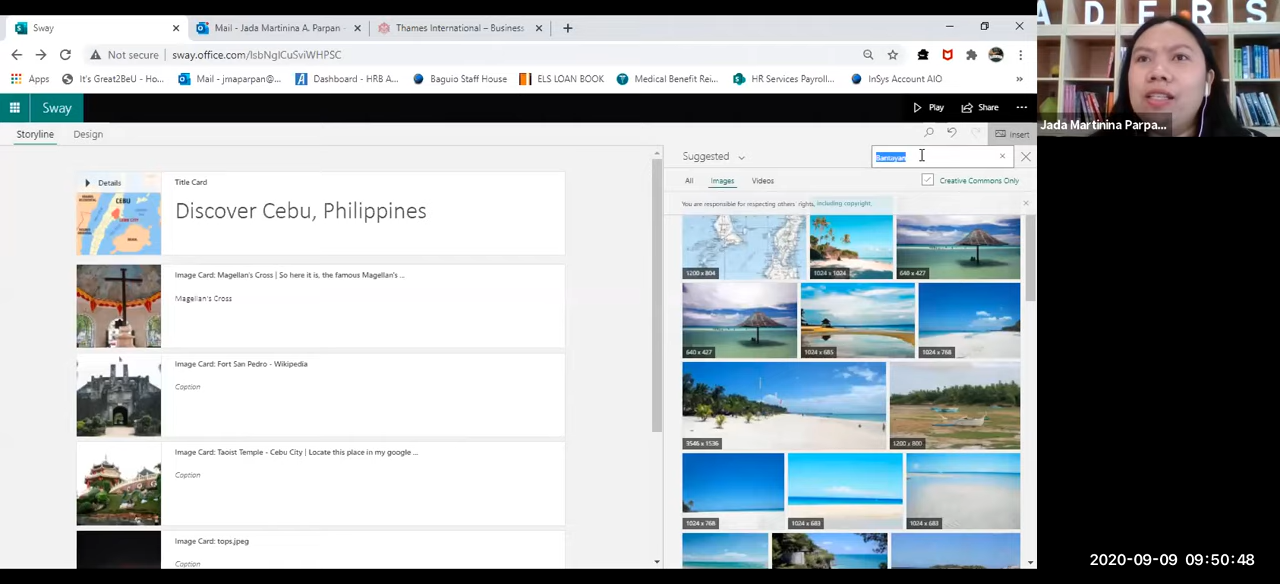 Sway
Mail - Jada Martinina A. Parpan -
Thames International – Business
Not secure
sway.office.com/lsbNglCuSviWHPSC
Apps
It's Great2BeU - Ho...
Mail - jmaparpan@...
Dashboard - HRB A...
Baguio Staff House
ELS LOAN BOOK
Medical Benefit Rei...
HR Services Payroll...
InSys Account AIO
»
Sway
Play
Share
...
Storyline
Design
Insert
Details
CEBU
Title Card
Discover Cebu, Philippines
Image Card: Magellan's Cross | So here it is, the famous Magellan's ...
Magellan's Cross
Image Card: Fort San Pedro - Wikipedia
Caption
Image Card: Taoist Temple - Cebu City | Locate this place in my google ...
Caption
Image Card: tops.jpeg
Caption
Suggested
Bantayan
All
Images
Videos
Creative Commons Only
You are responsible for respecting others' rights, including copyright.
1200 x 804
1024 x 1024
640 x 427
640 x 427
1024 x 685
1024 x 768
3546 x 1536
1200 x 800
1024 x 768
1024 x 683
1024 x 683
A D E R S
Jada Martinina Parpa...
2020-09-09 09:50:48